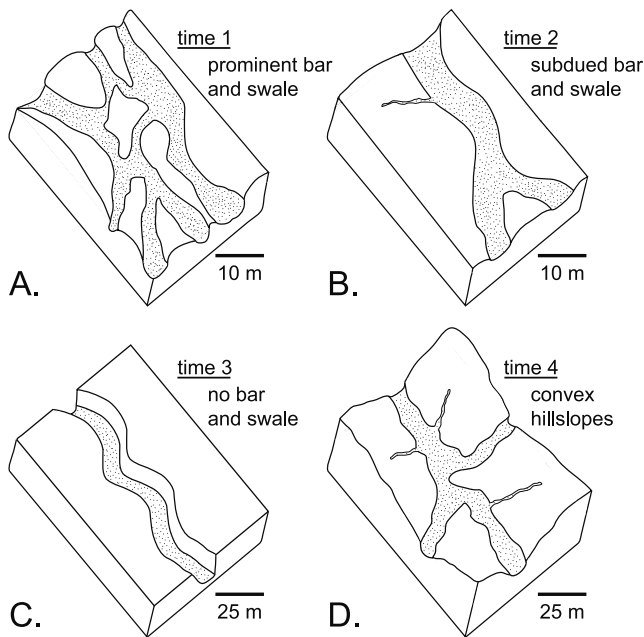 time 1
prominent bar
and swale
A.
10 m
time 2
subdued bar
and swale
B.
10 m
time 3
no bar
and swale
C.
25 m
time 4
convex
hillslopes
D.
25 m